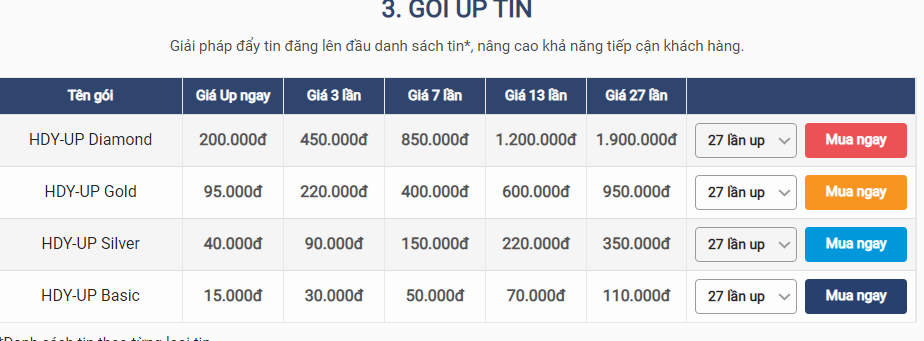 3. GÓI UP TIN
Giải pháp đẩy tin đăng lên đầu danh sách tin*, nâng cao khả năng tiếp cận khách hàng.
Tên gói Giá Up ngay Giá 3 lần Giá 7 lần Giá 13 lần Giá 27 lần
HDY-UP Diamond 200.000đ 450.000đ 850.000đ 1.200.000đ 1.900.000đ 27 lần up Mua ngay
HDY-UP Gold 95.000đ 220.000đ 400.000đ 600.000đ 950.000đ 27 lần up Mua ngay
HDY-UP Silver 40.000đ 90.000đ 150.000đ 220.000đ 350.000đ 27 lần up Mua ngay
HDY-UP Basic 15.000đ 30.000đ 50.000đ 70.000đ 110.000đ 27 lần up Mua ngay
*Danh sách tin theo từng loại tin